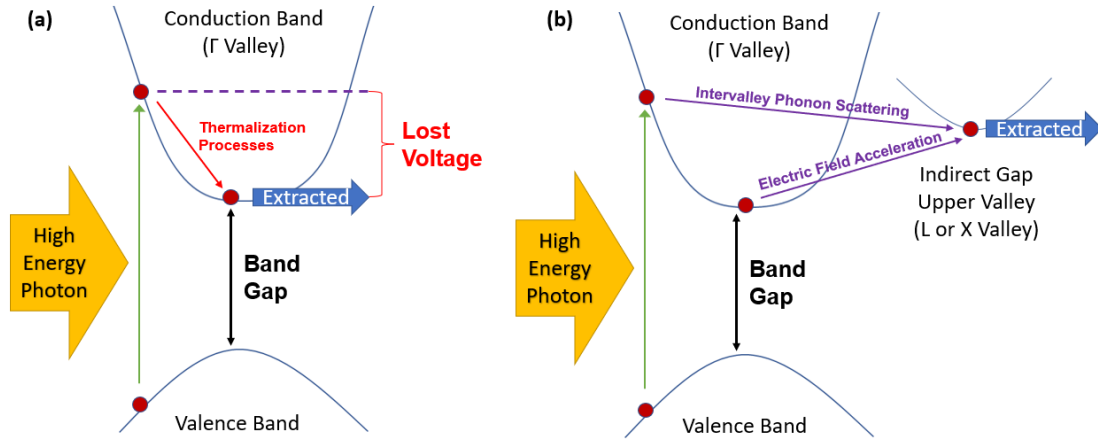 (a)
Conduction Band
(Γ Valley)
Thermalization
Processes
Lost
Voltage
Extracted
High
Energy
Photon
Band
Gap
Valence Band
(b)
Conduction Band
(Γ Valley)
Intervalley Phonon Scattering
Extracted
Electric Field Acceleration
Indirect Gap
Upper Valley
(L or X Valley)
High
Energy
Photon
Band
Gap
Valence Band